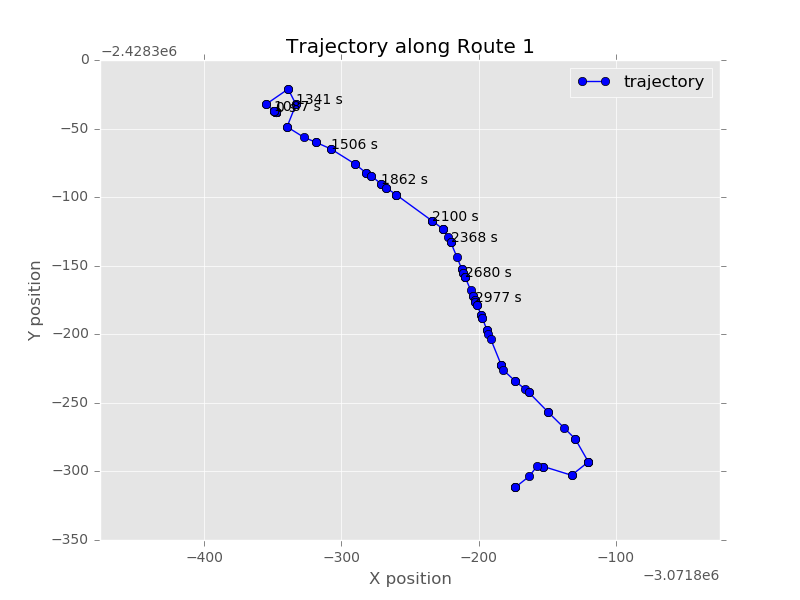 Trajectory along Route 1
−2.4283e6
trajectory
0
−50
−100
−150
−200
−250
−300
−350
Y position
1341 s
1506 s
1862 s
2100 s
2368 s
2680 s
2977 s
−400
−300
−200
−100
X position
−3.0718e6